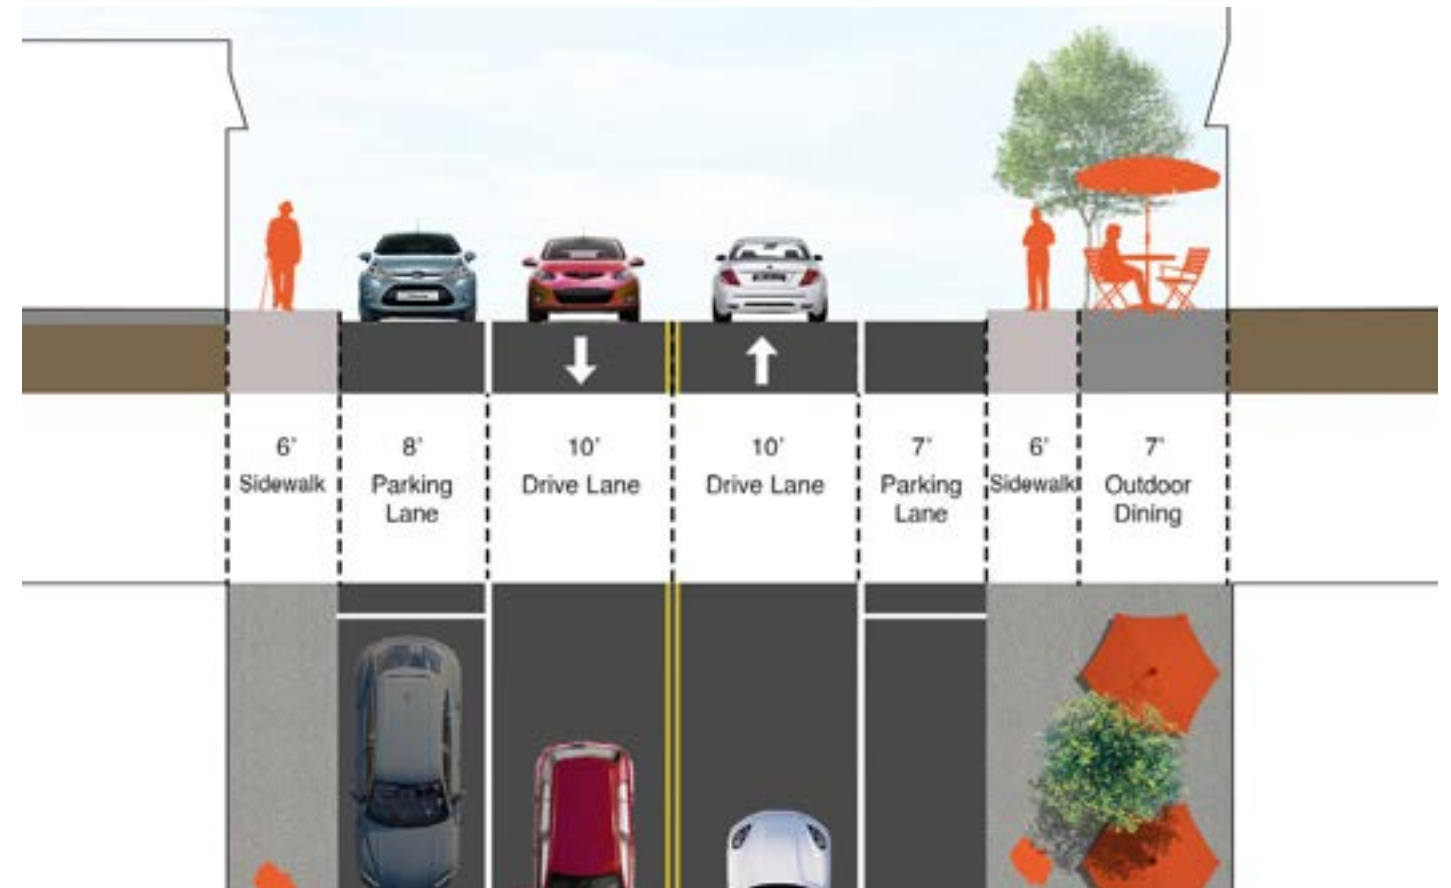 6'
Sidewalk
8'
Parking
Lane
10'
Drive Lane
10'
Drive Lane
7'
Parking
Lane
6'
Sidewalk
7'
Outdoor
Dining